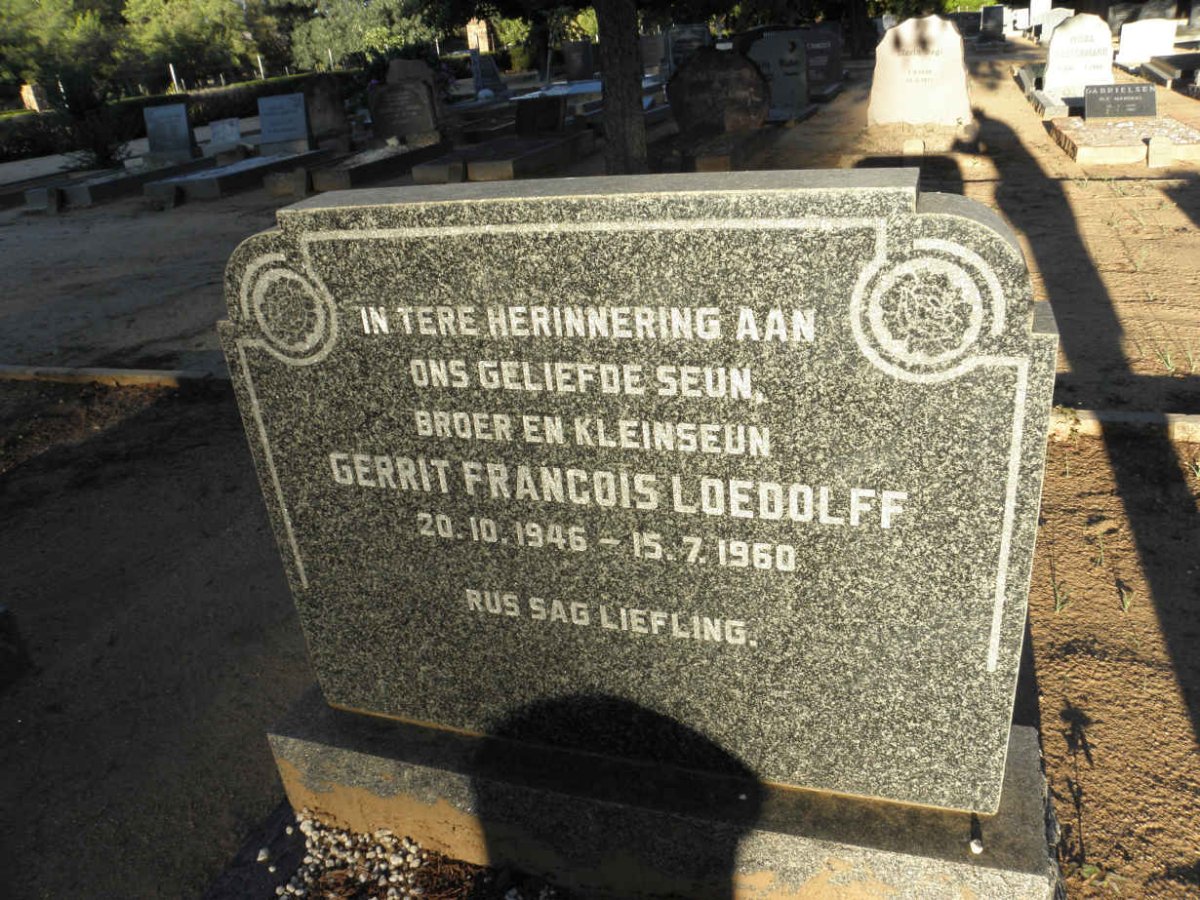 IN TERE HERINNERING AAN
ONS GELIEFDE SEUN,
BROER EN KLEINSEUN
GERRIT FRANCOIS LOEDOLFF
20.10.1946 – 15.7.1960
RUS SAG LIEFLING.
GABRIELSEN